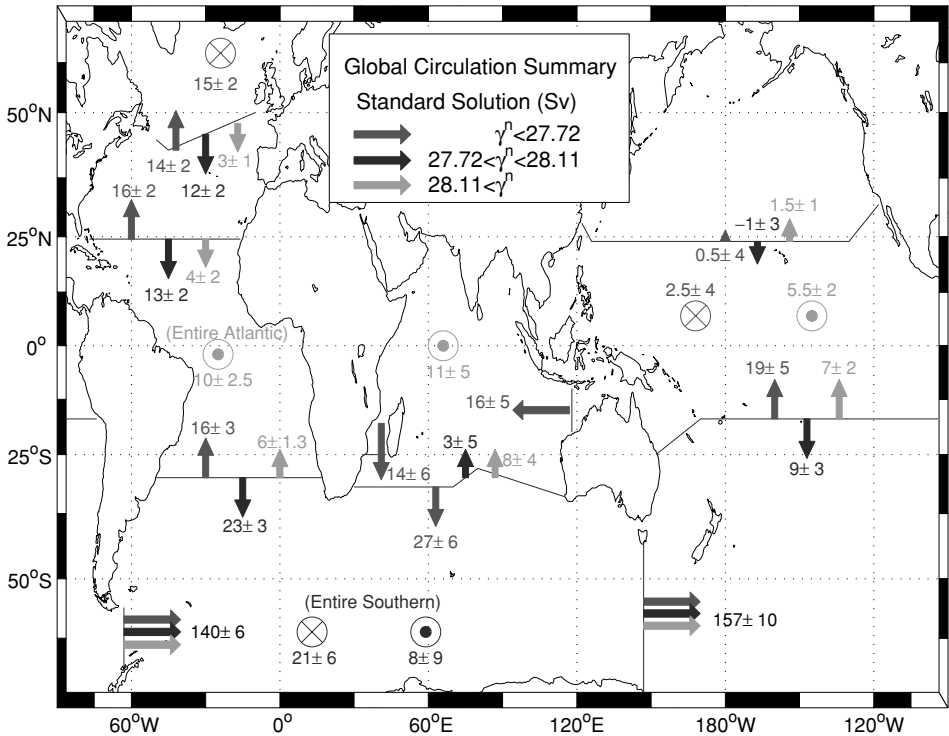 15± 2
Global Circulation Summary
Standard Solution (Sv)
γⁿ<27.72
27.72<γⁿ<28.11
28.11<γⁿ
50°N
14± 2
3± 1
16± 2
12± 2
1.5± 1
−1± 3
25°N
0.5± 4
4± 2
13± 2
2.5± 4
5.5± 2
(Entire Atlantic)
0°
10± 2.5
11± 5
19± 5
7± 2
16± 5
16± 3
6± 1.3
3± 5
25°S
8± 4
14± 6
9± 3
23± 3
27± 6
50°S
(Entire Southern)
157± 10
140± 6
21± 6
8± 9
60°W
0°
60°E
120°E
180°W
120°W